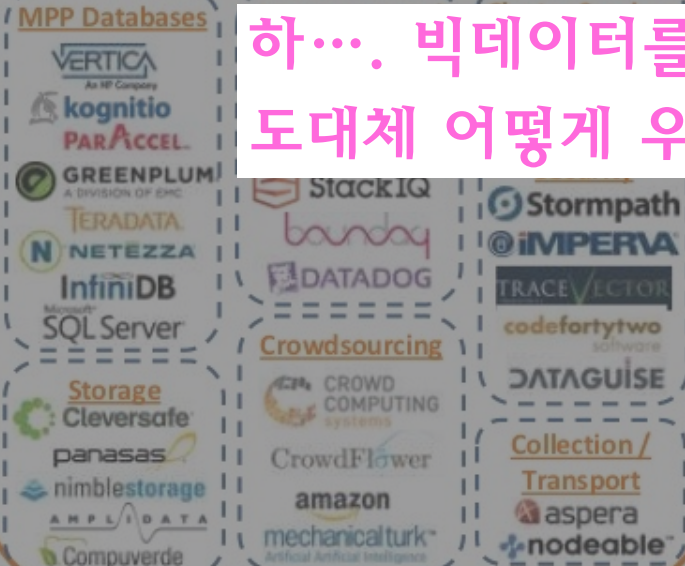 MPP Databases
VERTICA
An HP Company
kognitio
PARACCEL
GREENPLUM
A DIVISION OF EMC
TERADATA
NETEZZA
InfiniDB
Microsoft
SQL Server
Storage
Cleversafe
panasas
nimblestorage
AMPLIDATA
Compuverde
하…. 빅데이터를
도대체 어떻게 우
StackIQ
boundary
DATADOG
Crowdsourcing
CROWD
COMPUTING
systems
CrowdFlower
amazon
mechanical turk
Artificial Artificial Intelligence
Stormpath
IMPERVA
TRACEVECTOR
codefortytwo
software
DATAGUISE
Collection /
Transport
aspera
nodeable